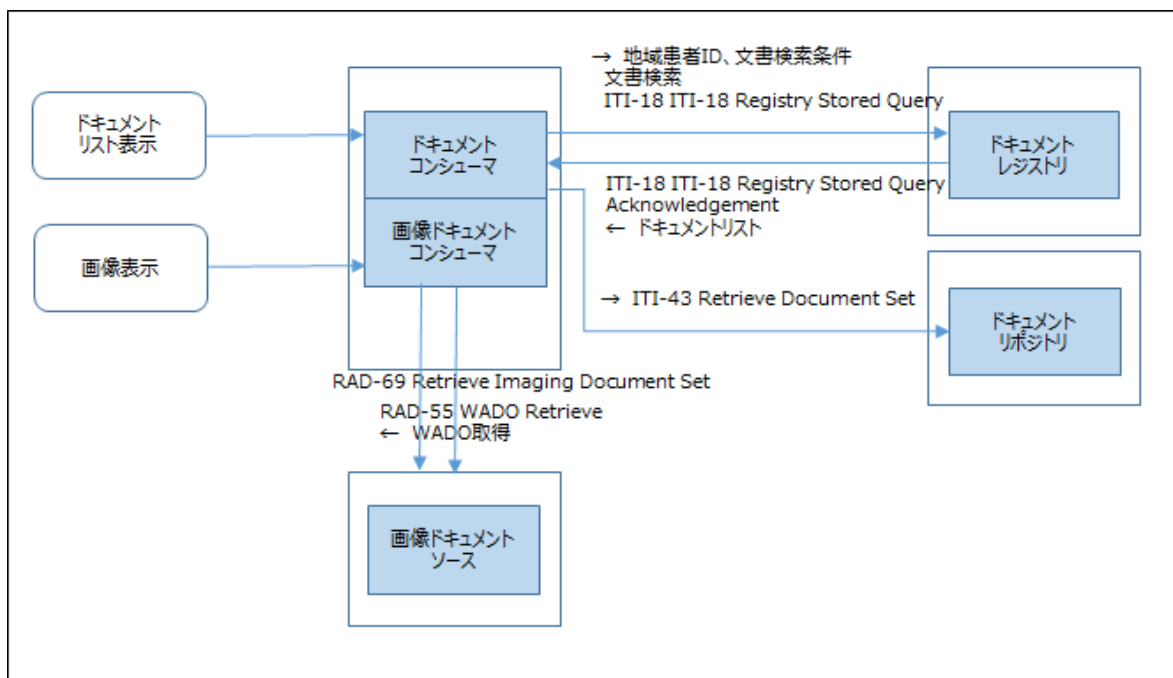 → 地域患者ID、文書検索条件
文書検索
ITI-18 ITI-18 Registry Stored Query
ドキュメント
リスト表示
ドキュメント
コンシューマ
ドキュメント
レジストリ
ITI-18 ITI-18 Registry Stored Query
Acknowledgement
← ドキュメントリスト
画像表示
画像ドキュメント
コンシューマ
→ ITI-43 Retrieve Document Set
ドキュメント
リポジトリ
RAD-69 Retrieve Imaging Document Set
RAD-55 WADO Retrieve
← WADO取得
画像ドキュメント
ソース